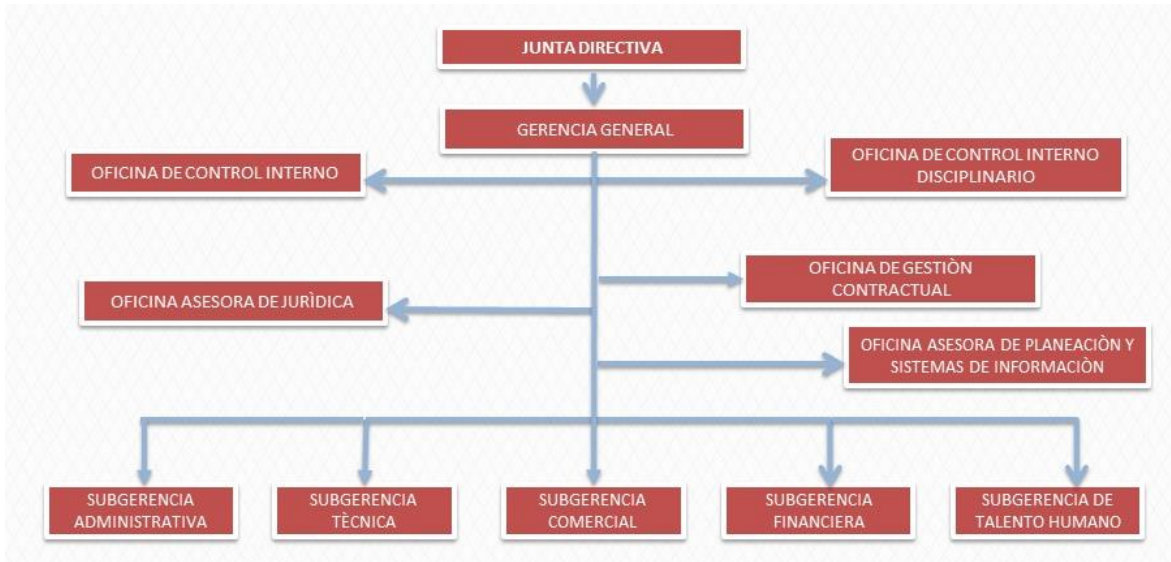 JUNTA DIRECTIVA
GERENCIA GENERAL
OFICINA DE CONTROL INTERNO
OFICINA DE CONTROL INTERNO
DISCIPLINARIO
OFICINA DE GESTIÒN
CONTRACTUAL
OFICINA ASESORA DE JURÌDICA
OFICINA ASESORA DE PLANEACIÒN Y
SISTEMAS DE INFORMACIÒN
SUBGERENCIA
ADMINISTRATIVA
SUBGERENCIA
TÈCNICA
SUBGERENCIA
COMERCIAL
SUBGERENCIA
FINANCIERA
SUBGERENCIA DE
TALENTO HUMANO